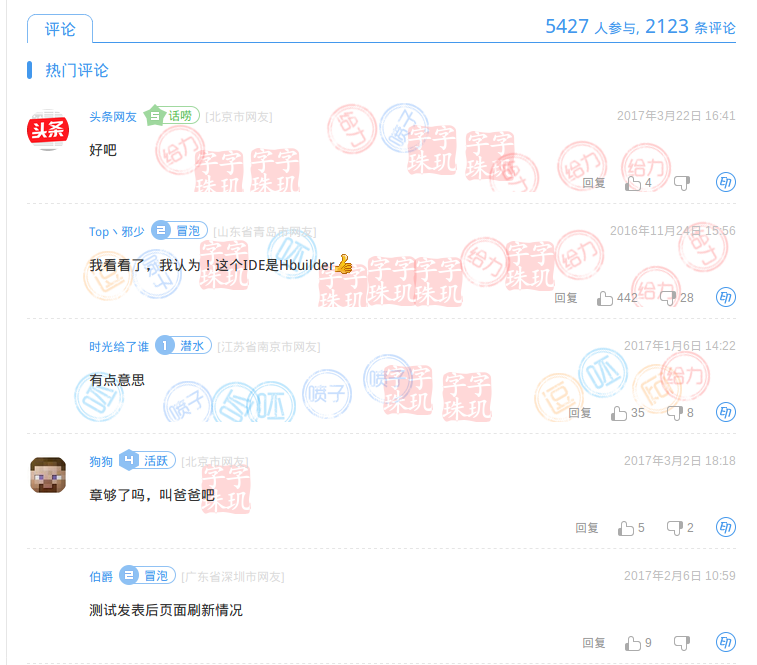 评论
5427 人参与, 2123 条评论
热门评论
头条
头条网友 5 话唠 [北京市网友] 2017年3月22日 16:41
好吧
回复 4 印
Top丶邪少 2 冒泡 [山东省青岛市网友] 2016年11月24日 15:56
我看看了，我认为！这个IDE是Hbuilder👍
回复 442 28 印
时光给了谁 1 潜水 [江苏省南京市网友] 2017年1月6日 14:22
有点意思
回复 35 8 印
狗狗 4 活跃 [北京市网友] 2017年3月2日 18:18
章够了吗，叫爸爸吧
回复 5 2 印
伯爵 2 冒泡 [广东省深圳市网友] 2017年2月6日 10:59
测试发表后页面刷新情况
回复 9 印